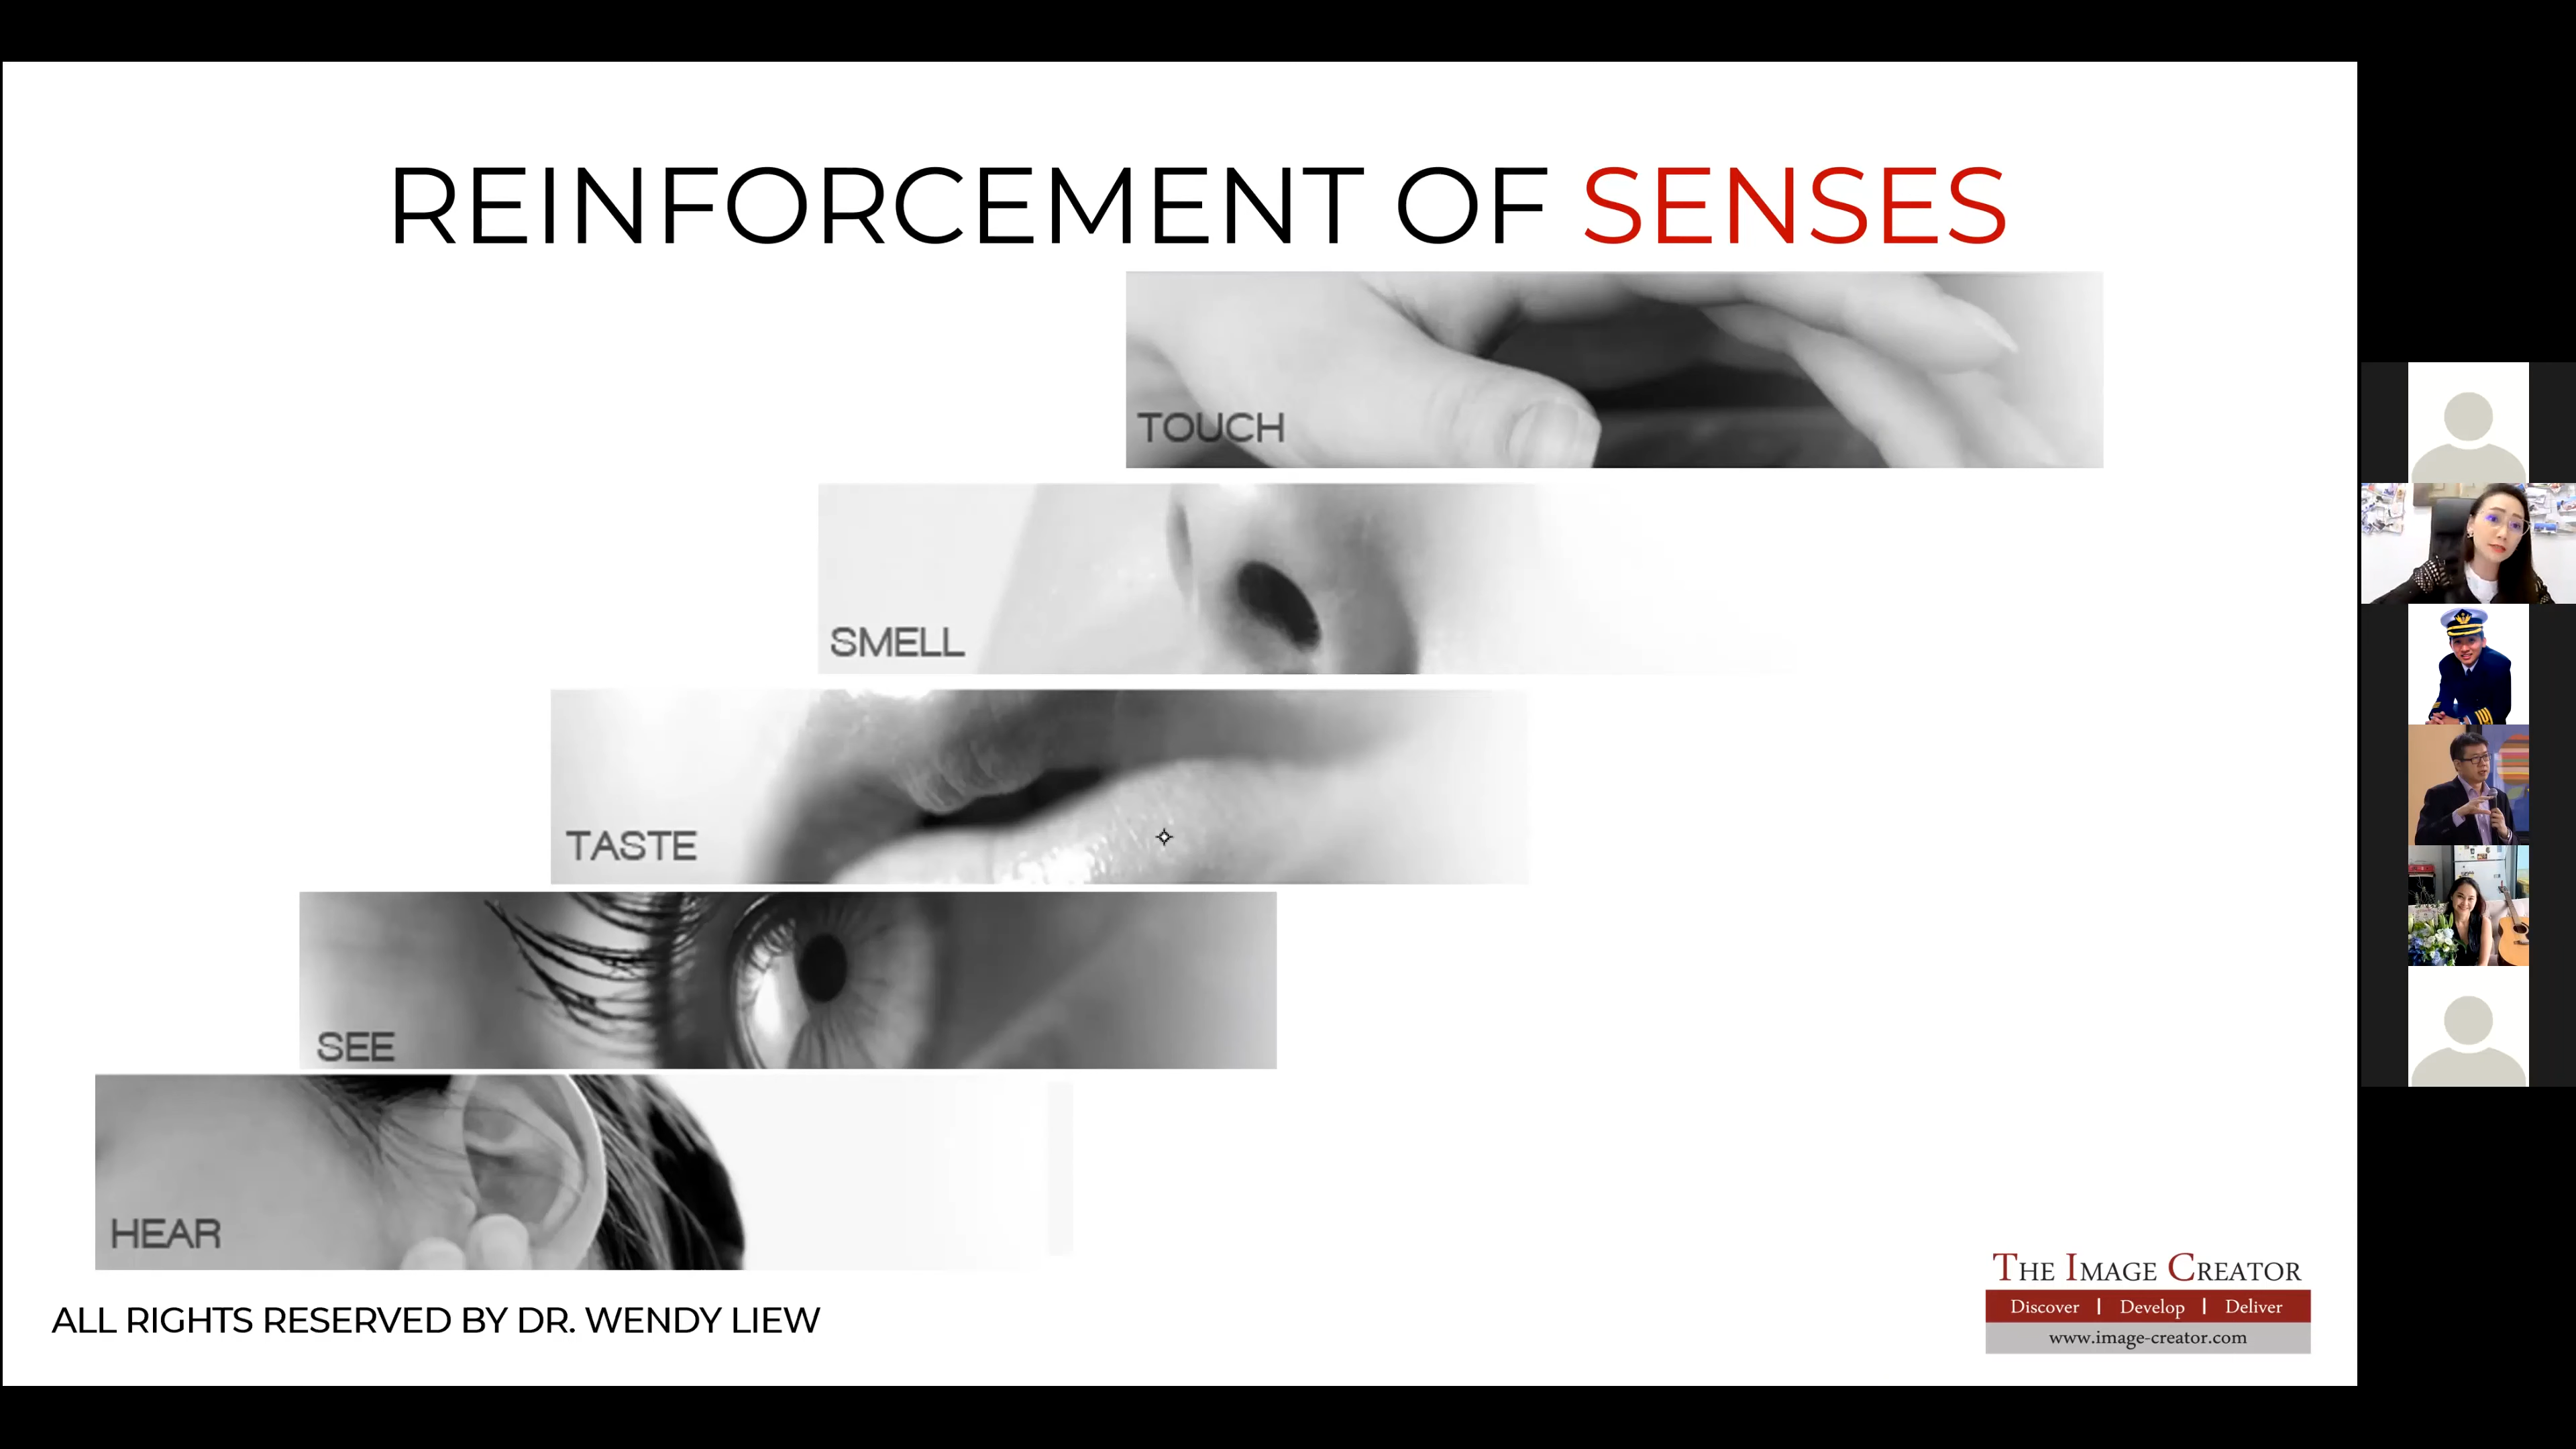 REINFORCEMENT OF SENSES
TOUCH
SMELL
TASTE
SEE
HEAR
ALL RIGHTS RESERVED BY DR. WENDY LIEW
THE IMAGE CREATOR
Discover | Develop | Deliver
www.image-creator.com